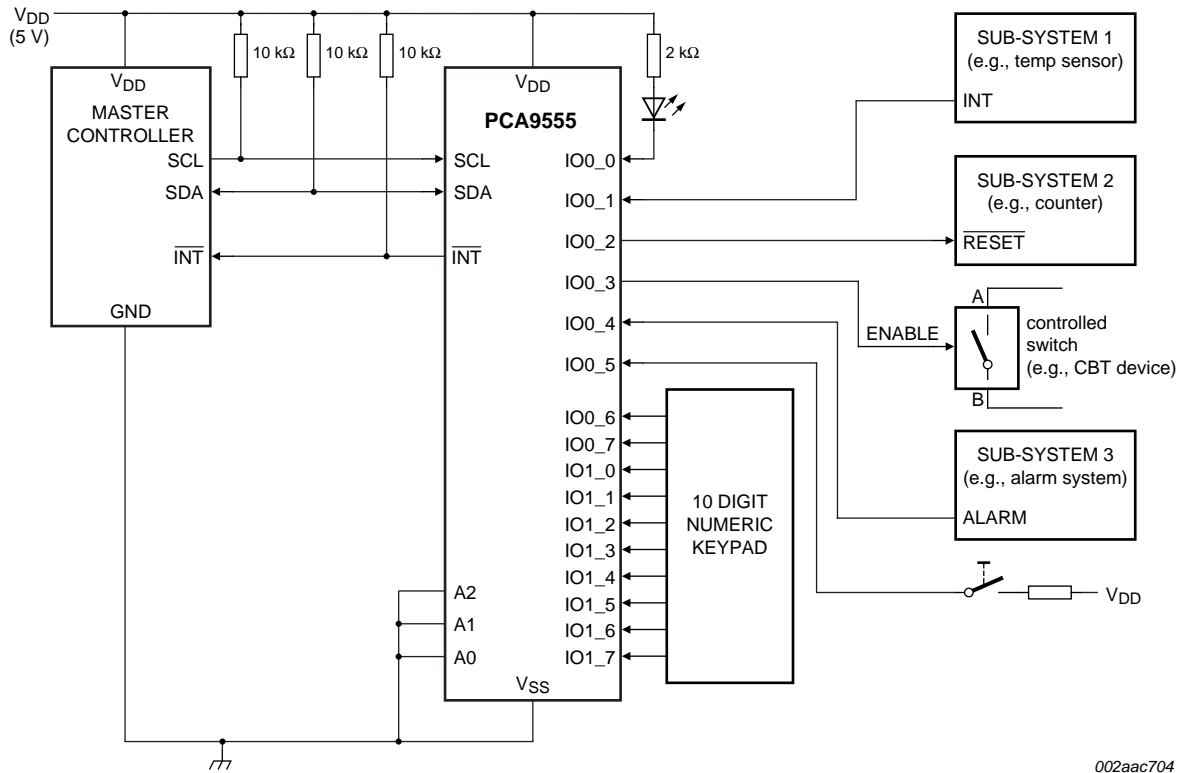 VDD
(5 V)
10 kΩ
10 kΩ
10 kΩ
2 kΩ
VDD
MASTER
CONTROLLER
SCL
SDA
INT
GND
VDD
PCA9555
SCL
SDA
INT
A2
A1
A0
VSS
IO0_0
IO0_1
IO0_2
IO0_3
IO0_4
IO0_5
IO0_6
IO0_7
IO1_0
IO1_1
IO1_2
IO1_3
IO1_4
IO1_5
IO1_6
IO1_7
10 DIGIT
NUMERIC
KEYPAD
SUB-SYSTEM 1
(e.g., temp sensor)
INT
SUB-SYSTEM 2
(e.g., counter)
RESET
A
ENABLE
B
controlled
switch
(e.g., CBT device)
SUB-SYSTEM 3
(e.g., alarm system)
ALARM
VDD
002aac704